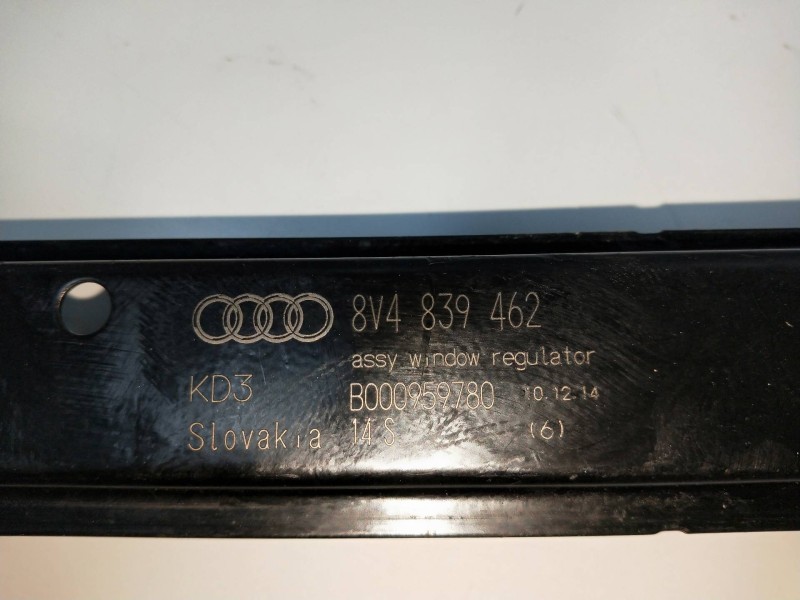 8V4 839 462
assy window regulator
KD3 B000959780 10.12.14
Slovakia 14 S (6)